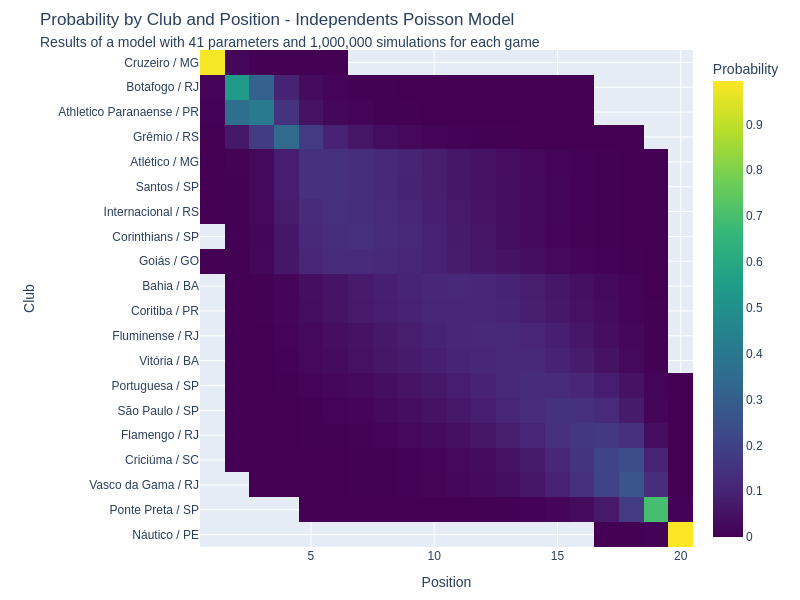 Probability by Club and Position - Independents Poisson Model
Results of a model with 41 parameters and 1,000,000 simulations for each game
Probability
Club
Cruzeiro / MG
Botafogo / RJ
Athletico Paranaense / PR
Grêmio / RS
Atlético / MG
Santos / SP
Internacional / RS
Corinthians / SP
Goiás / GO
Bahia / BA
Coritiba / PR
Fluminense / RJ
Vitória / BA
Portuguesa / SP
São Paulo / SP
Flamengo / RJ
Criciúma / SC
Vasco da Gama / RJ
Ponte Preta / SP
Náutico / PE
0.9
0.8
0.7
0.6
0.5
0.4
0.3
0.2
0.1
0
5 10 15 20
Position